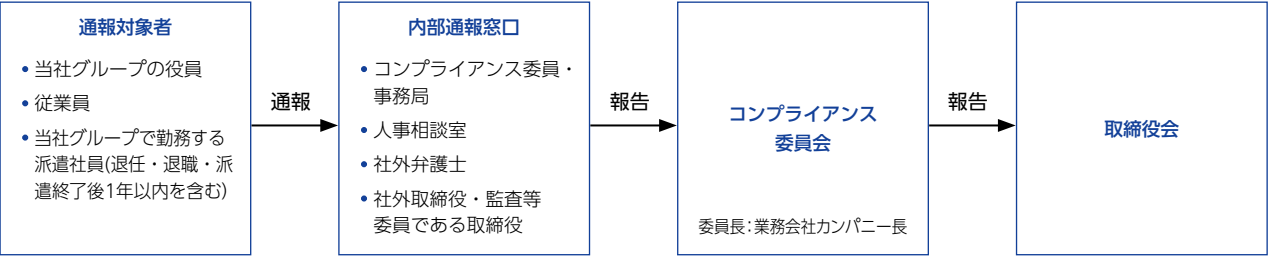 通報対象者
• 当社グループの役員
• 従業員
• 当社グループで勤務する
派遣社員(退任・退職・派
遣終了後1年以内を含む)
通報
内部通報窓口
• コンプライアンス委員・
事務局
• 人事相談室
• 社外弁護士
• 社外取締役・監査等
委員である取締役
報告
コンプライアンス
委員会
委員長：業務会社カンパニー長
報告
取締役会